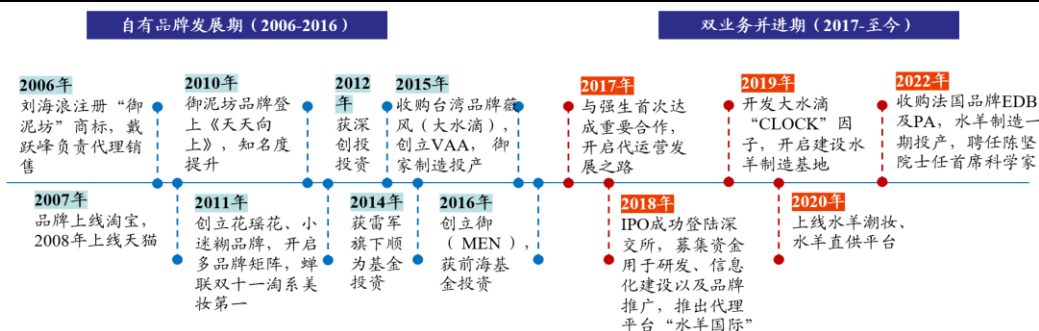 自有品牌发展期（2006-2016）
双业务并进期（2017-至今）
2006年
刘海浪注册“御
泥坊”商标，戴
跃峰负责代理销
售
2010年
御泥坊品牌登
上《天天向
上》，知名度
提升
2012
年
获深
创投
投资
2015年
收购台湾品牌薇
风（大水滴），
创立VAA， 御
家制造投产
2017年
与强生首次达
成重要合作，
开启代运营发
展之路
2019年
开发大水滴
“CLOCK”因
子，开启建设水
羊制造基地
2022年
收购法国品牌EDB
及PA，水羊制造一
期投产，聘任陈坚
院士任首席科学家
2007年
品牌上线淘宝，
2008年上线天猫
2011年
创立花瑶花、小
迷糊品牌，开启
多品牌矩阵，蝉
联双十一淘系美
妆第一
2014年
获雷军
旗下顺
为基金
投资
2016年
创立御
（MEN），
获前海基
金投资
2018年
IPO成功登陆深
交所，募集资金
用于研发、信息
化建设以及品牌
推广，推出代理
平台“水羊国际”
2020年
上线水羊潮妆、
水羊直供平台